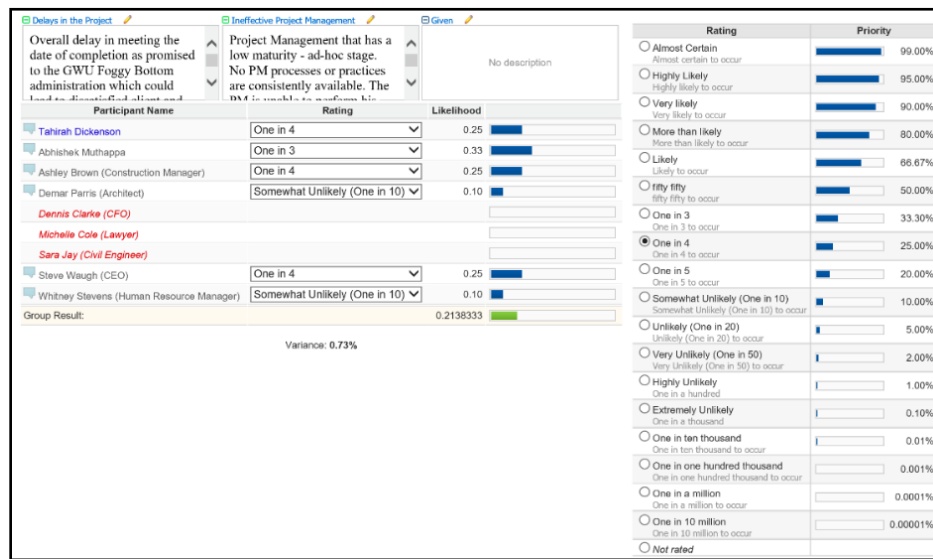 Delays in the Project
Overall delay in meeting the
date of completion as promised
to the GWU Foggy Bottom
administration which could
lead to dissatisfied client and
Ineffective Project Management
Project Management that has a
low maturity - ad-hoc stage.
No PM processes or practices
are consistently available. The
PM is unable to perform his
Given
No description
Participant Name Rating Likelihood
Tahirah Dickenson One in 4 0.25
Abhishek Muthappa One in 3 0.33
Ashley Brown (Construction Manager) One in 4 0.25
Demar Parris (Architect) Somewhat Unlikely (One in 10) 0.10
Dennis Clarke (CFO)
Michelle Cole (Lawyer)
Sara Jay (Civil Engineer)
Steve Waugh (CEO) One in 4 0.25
Whitney Stevens (Human Resource Manager) Somewhat Unlikely (One in 10) 0.10
Group Result: 0.2138333
Variance: 0.73%
Rating Priority
Almost Certain 99.00%
Almost certain to occur
Highly Likely 95.00%
Highly likely to occur
Very likely 90.00%
Very likely to occur
More than likely 80.00%
More than likely to occur
Likely 66.67%
Likely to occur
fifty fifty 50.00%
fifty fifty to occur
One in 3 33.30%
One in 3 to occur
One in 4 25.00%
One in 4 to occur
One in 5 20.00%
One in 5 to occur
Somewhat Unlikely (One in 10) 10.00%
Somewhat Unlikely (One in 10) to occur
Unlikely (One in 20) 5.00%
Unlikely (One in 20) to occur
Very Unlikely (One in 50) 2.00%
Very Unlikely (One in 50) to occur
Highly Unlikely 1.00%
One in a hundred
Extremely Unlikely 0.10%
One in a thousand
One in ten thousand 0.01%
One in ten thousand to occur
One in one hundred thousand 0.001%
One in one hundred thousand to occur
One in a million 0.0001%
One in a million to occur
One in 10 million 0.00001%
One in 10 million to occur
Not rated